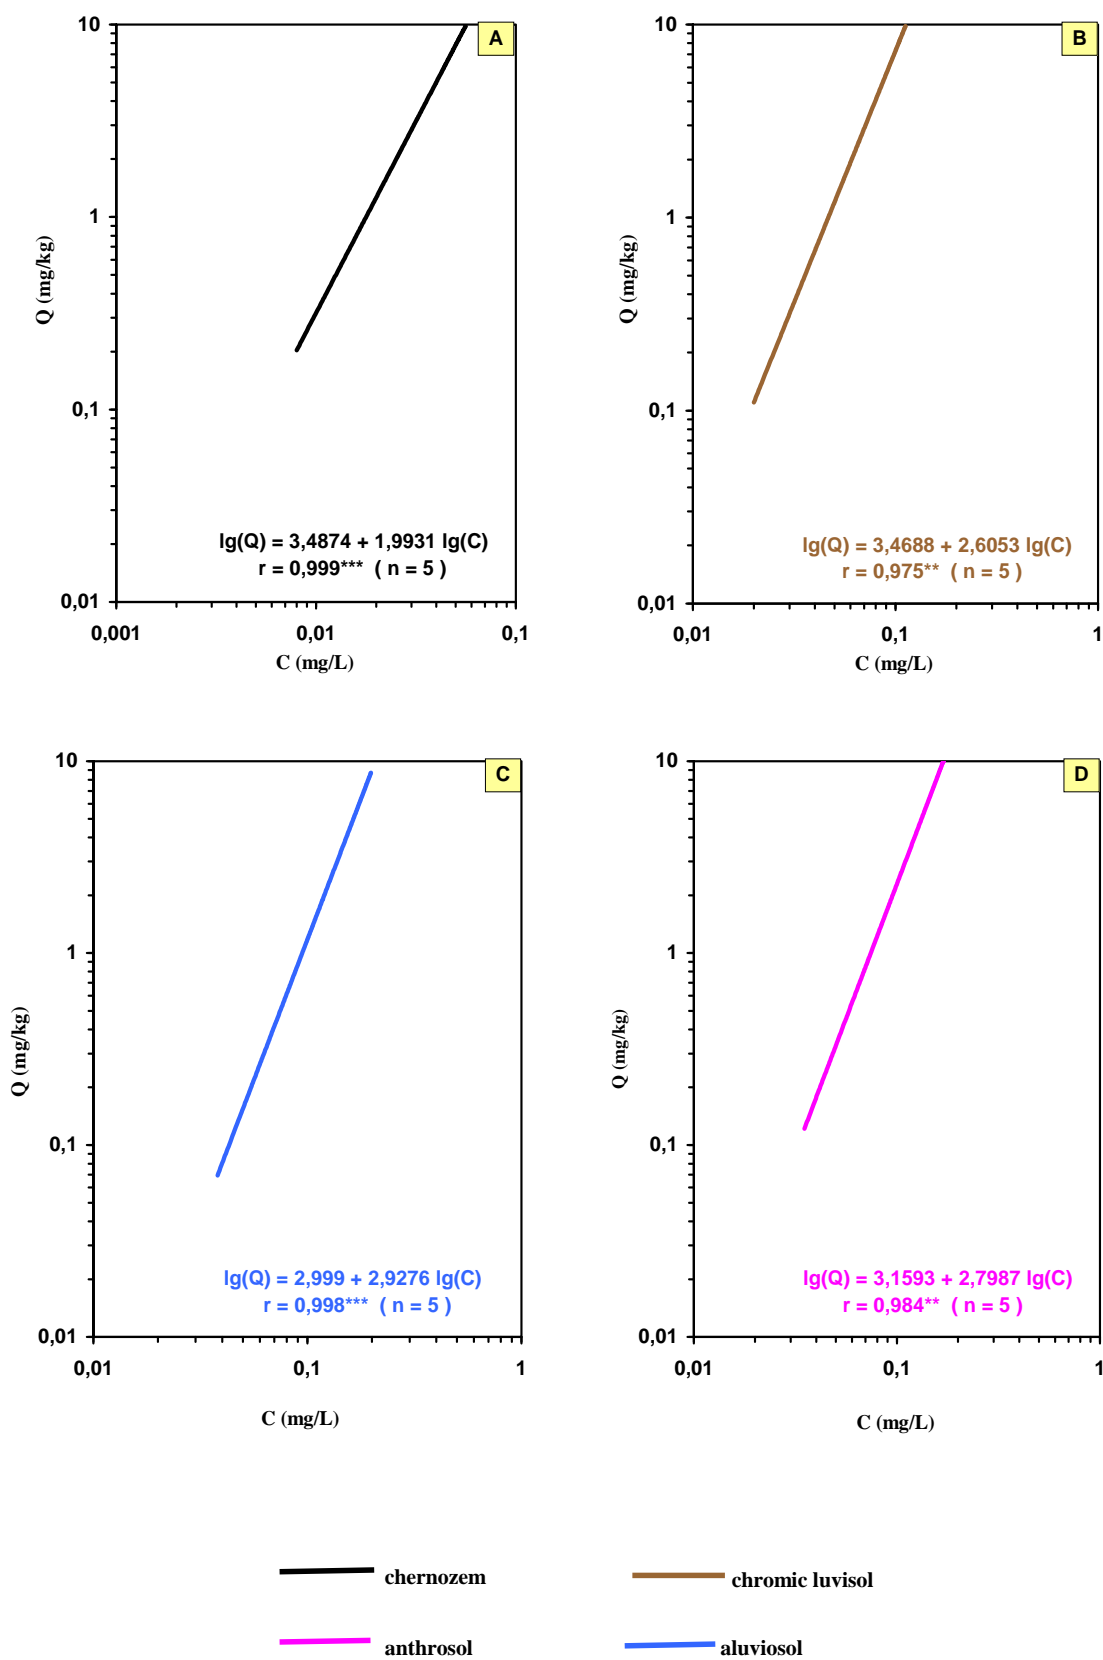 A
10
1
0,1
0,01
Q (mg/kg)
lg(Q) = 3,4874 + 1,9931 lg(C)
r = 0,999*** ( n = 5 )
0,001 0,01 0,1
C (mg/L)
B
10
1
0,1
0,01
Q (mg/kg)
lg(Q) = 3,4688 + 2,6053 lg(C)
r = 0,975** ( n = 5 )
0,01 0,1 1
C (mg/L)
C
10
1
0,1
0,01
Q (mg/kg)
lg(Q) = 2,999 + 2,9276 lg(C)
r = 0,998*** ( n = 5 )
0,01 0,1 1
C (mg/L)
D
10
1
0,1
0,01
Q (mg/kg)
lg(Q) = 3,1593 + 2,7987 lg(C)
r = 0,984** ( n = 5 )
0,01 0,1 1
C (mg/L)
chernozem
chromic luvisol
anthrosol
aluviosol